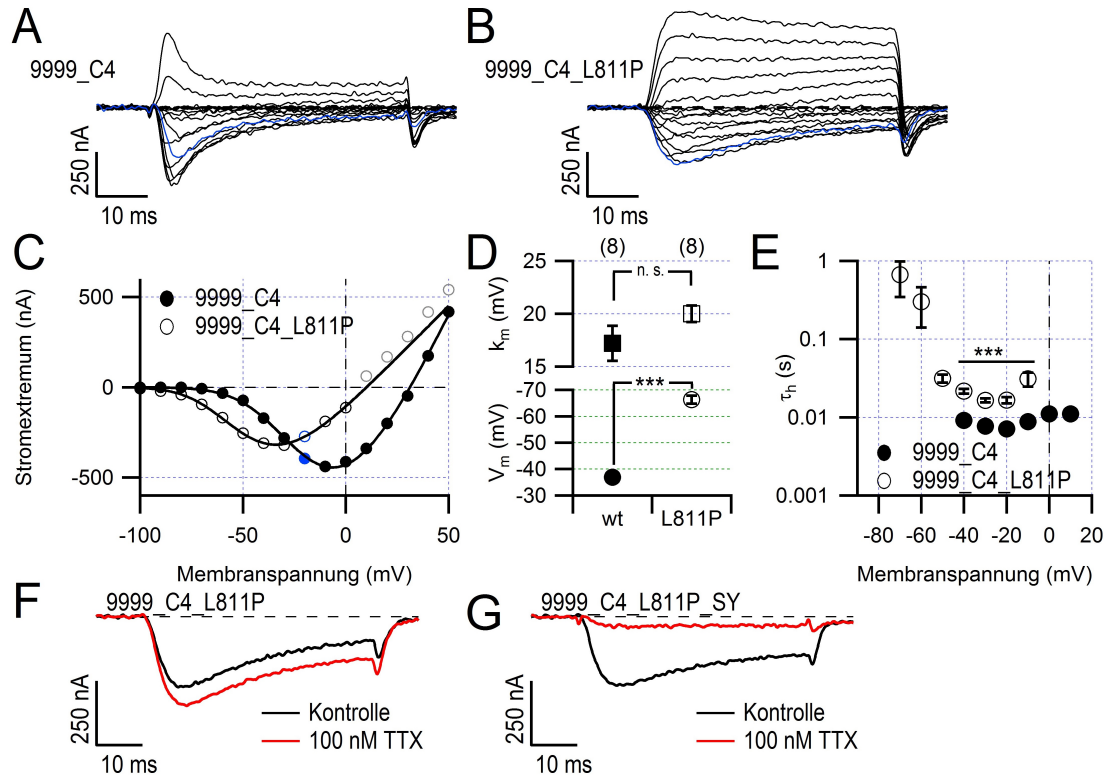 A
9999_C4
250 nA
10 ms
B
9999_C4_L811P
250 nA
10 ms
C
Stromextremum (nA)
500
0
-500
9999_C4
9999_C4_L811P
-100
-50
0
50
Membranspannung (mV)
D
(8)
(8)
25
20
15
n. s.
km (mV)
***
-70
-60
-50
-40
-30
Vm (mV)
wt
L811P
E
1
0.1
0.01
0.001
τh (s)
***
9999_C4
9999_C4_L811P
-80
-60
-40
-20
0
20
Membranspannung (mV)
F
9999_C4_L811P
250 nA
10 ms
Kontrolle
100 nM TTX
G
9999_C4_L811P_SY
250 nA
10 ms
Kontrolle
100 nM TTX